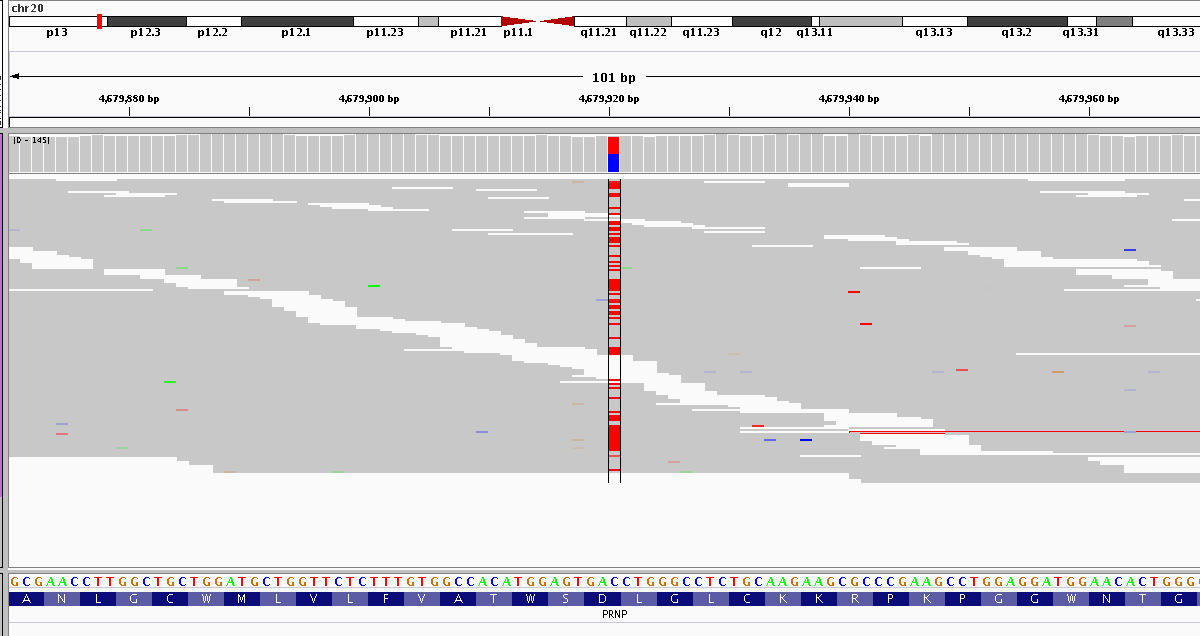 chr20
p13 p12.3 p12.2 p12.1 p11.23 p11.21 p11.1 q11.21 q11.22 q11.23 q12 q13.11 q13.13 q13.2 q13.31 q13.33
101 bp
4,679,880 bp 4,679,900 bp 4,679,920 bp 4,679,940 bp 4,679,960 bp
[0 - 145]
G C G A A C C T T G G C T G C T G G A T G C T G G T T C T C T T T G T G G C C A C A T G G A G T G A C C T G G G C C T C T G C A A G A A G C G C C C G A A G C C T G G A G G A T G G A A C A C T G G G
A N L G C W M L V L F V A T W S D L G L C K K R P K P G G W N T G
PRNP